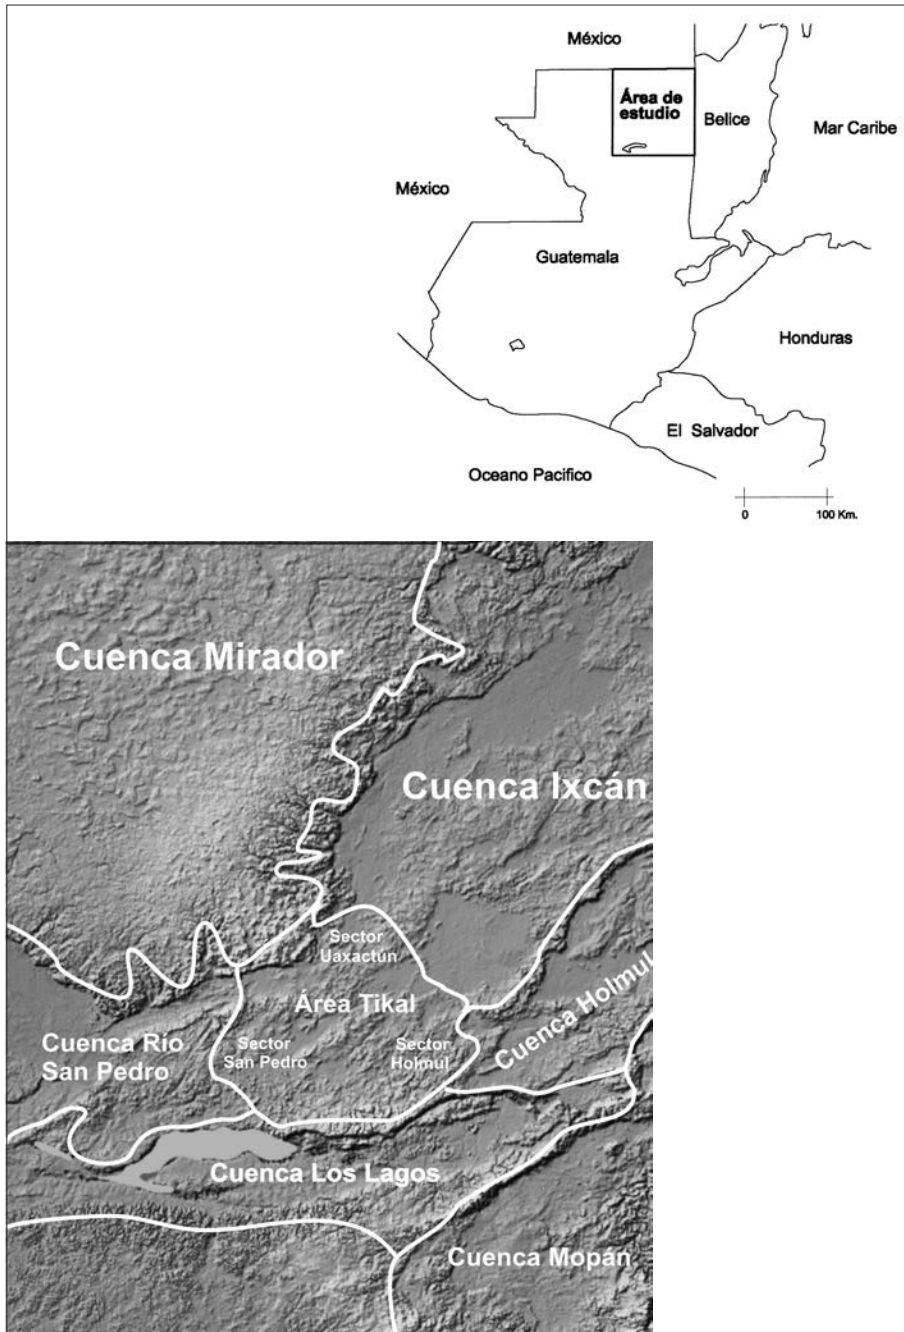 México
Área de
estudio
Belice
Mar Caribe
México
Guatemala
Honduras
El Salvador
Oceano Pacifico
0
100 Km.
Cuenca Mirador
Cuenca Ixcán
Sector
Uaxactún
Área Tikal
Cuenca Holmul
Cuenca Río
San Pedro
Sector
San Pedro
Sector
Holmul
Cuenca Los Lagos
Cuenca Mopán